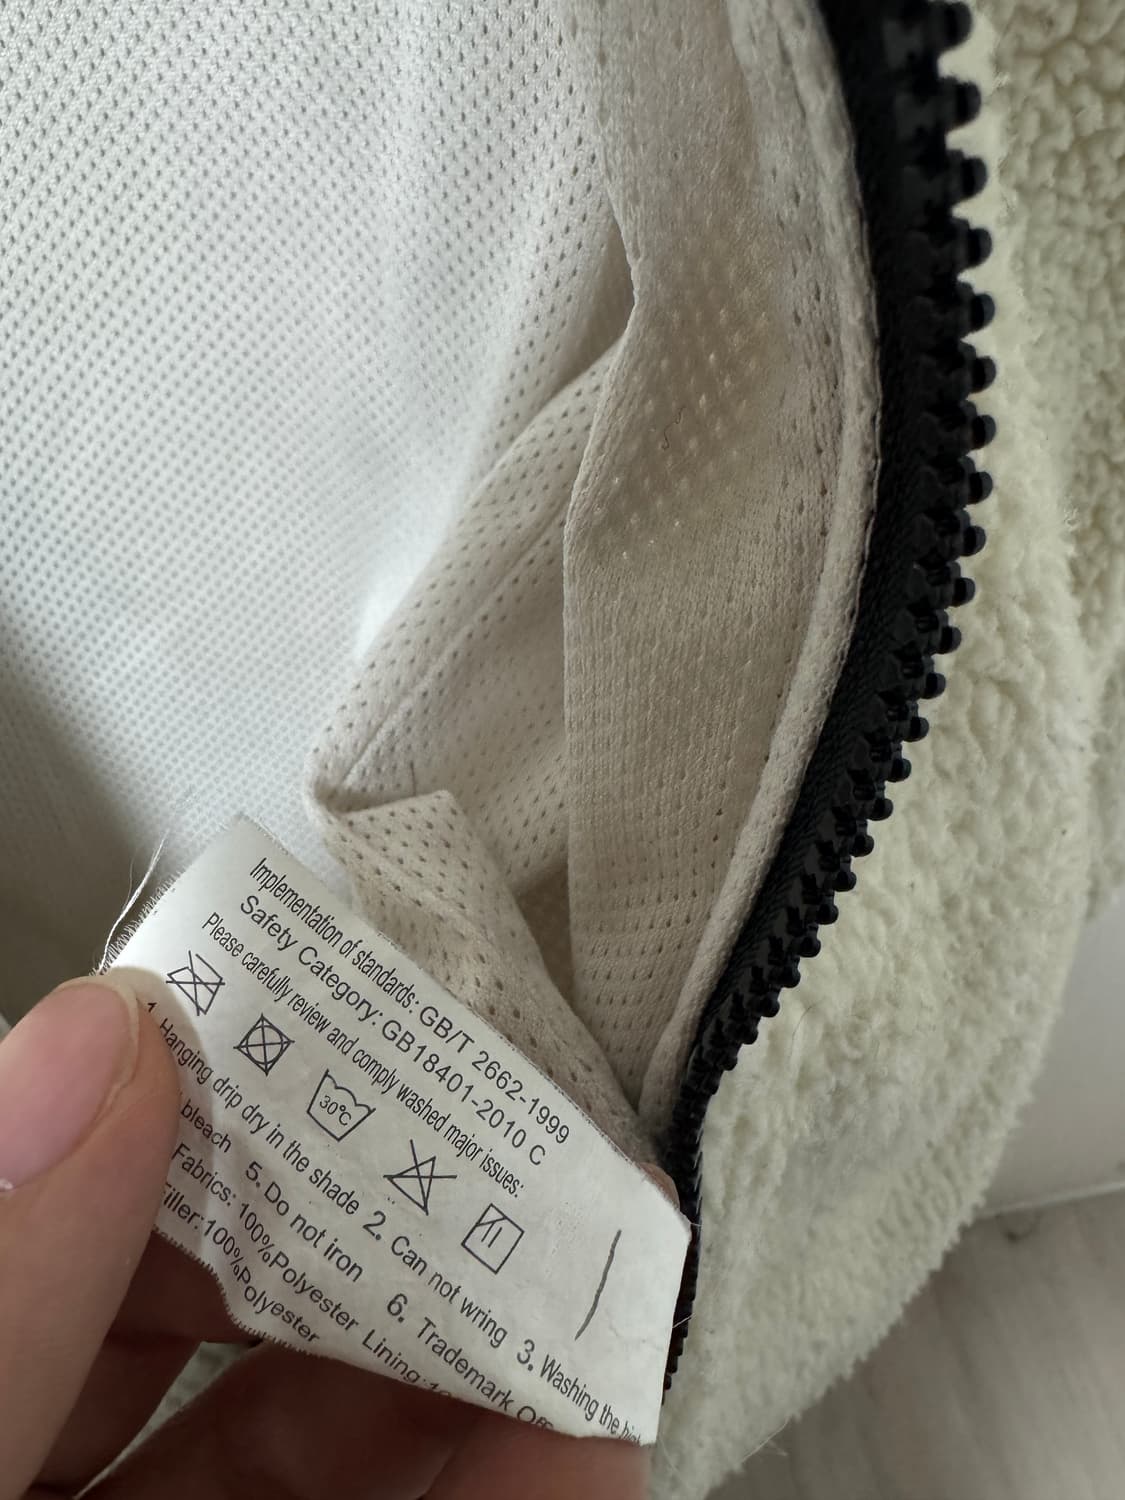 Implementation of standards: GB/T 2662-1999
Safety Category: GB18401-2010 C
Please carefully review and comply washed major issues:
30℃
1. Hanging drip dry in the shade 2. Can not wring 3. Washing the
bleach 5. Do not iron 6. Trademark
Fabrics: 100%Polyester Lining:
Filler: 100%Polyester